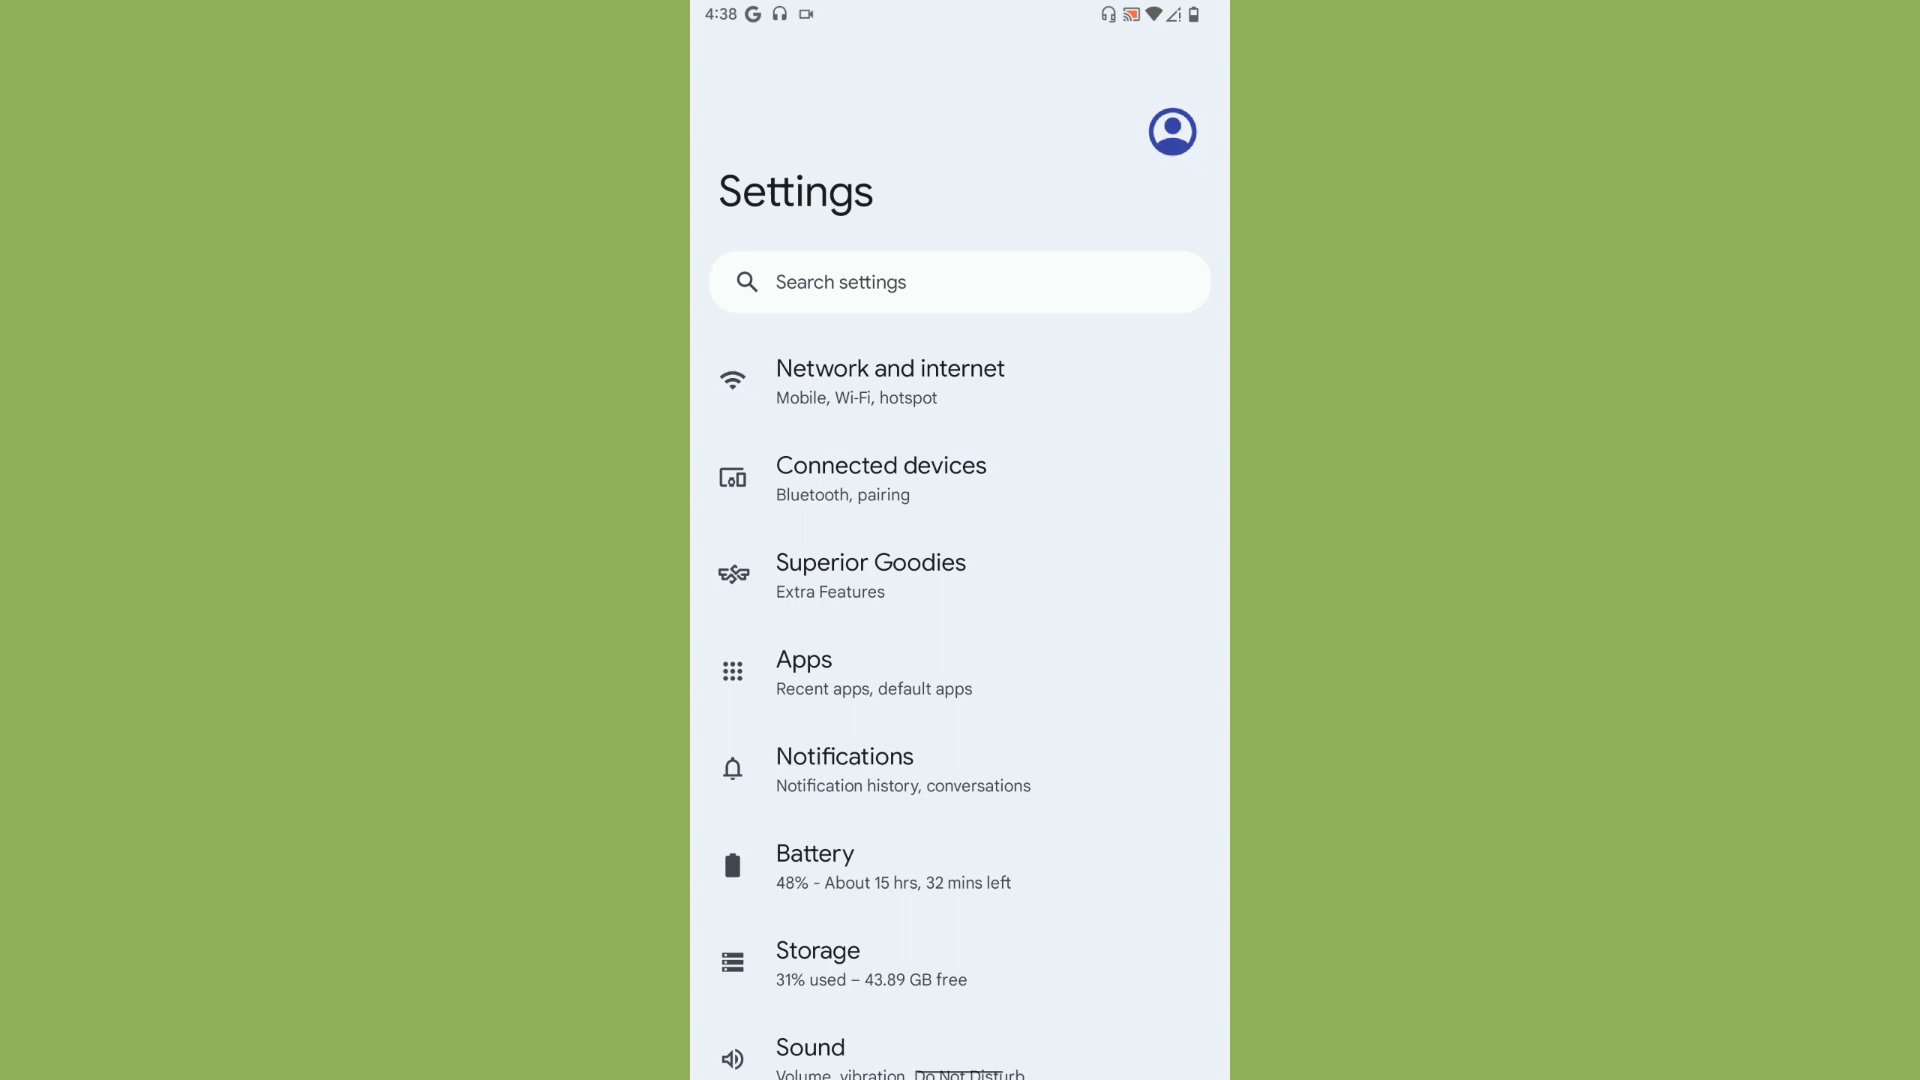 4:38
Settings
Search settings
Network and internet
Mobile, Wi-Fi, hotspot
Connected devices
Bluetooth, pairing
Superior Goodies
Extra Features
Apps
Recent apps, default apps
Notifications
Notification history, conversations
Battery
48% - About 15 hrs, 32 mins left
Storage
31% used – 43.89 GB free
Sound
Volume, vibration, Do Not Disturb